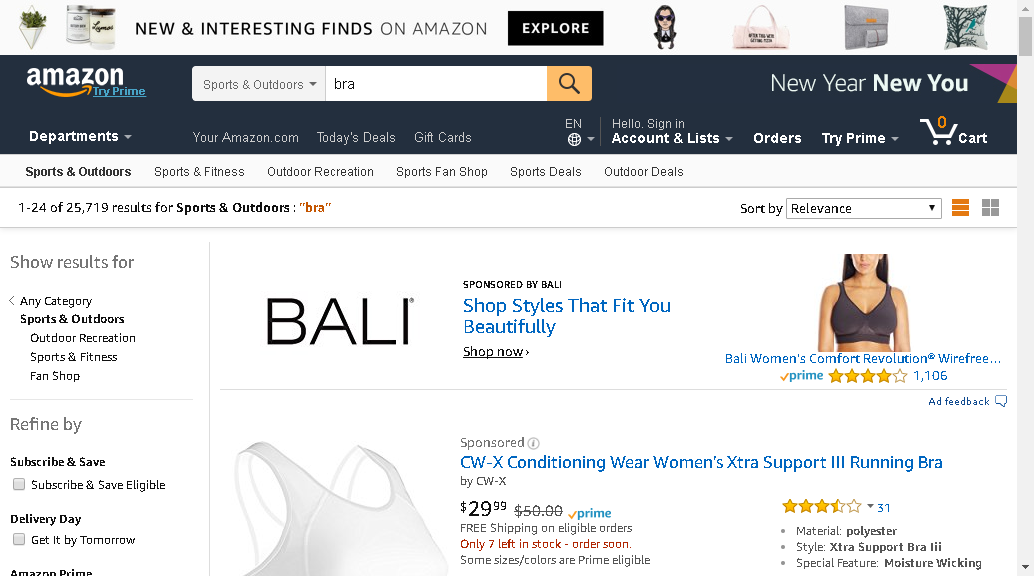 NEW & INTERESTING FINDS ON AMAZON EXPLORE
amazon
Try Prime
Sports & Outdoors
bra
New Year New You
Departments
Your Amazon.com
Today's Deals
Gift Cards
EN
Hello. Sign in
Account & Lists
Orders
Try Prime
0
Cart
Sports & Outdoors
Sports & Fitness
Outdoor Recreation
Sports Fan Shop
Sports Deals
Outdoor Deals
1-24 of 25,719 results for Sports & Outdoors : "bra"
Sort by Relevance
Show results for
Any Category
Sports & Outdoors
Outdoor Recreation
Sports & Fitness
Fan Shop
Refine by
Subscribe & Save
Subscribe & Save Eligible
Delivery Day
Get It by Tomorrow
Amazon Prime
BALI®
SPONSORED BY BALI
Shop Styles That Fit You
Beautifully
Shop now ›
Bali Women's Comfort Revolution® Wirefree...
prime 1,106
Ad feedback
Sponsored
CW-X Conditioning Wear Women's Xtra Support III Running Bra
by CW-X
$29.99 $50.00 prime
FREE Shipping on eligible orders
Only 7 left in stock - order soon.
Some sizes/colors are Prime eligible
31
Material: polyester
Style: Xtra Support Bra Iii
Special Feature: Moisture Wicking